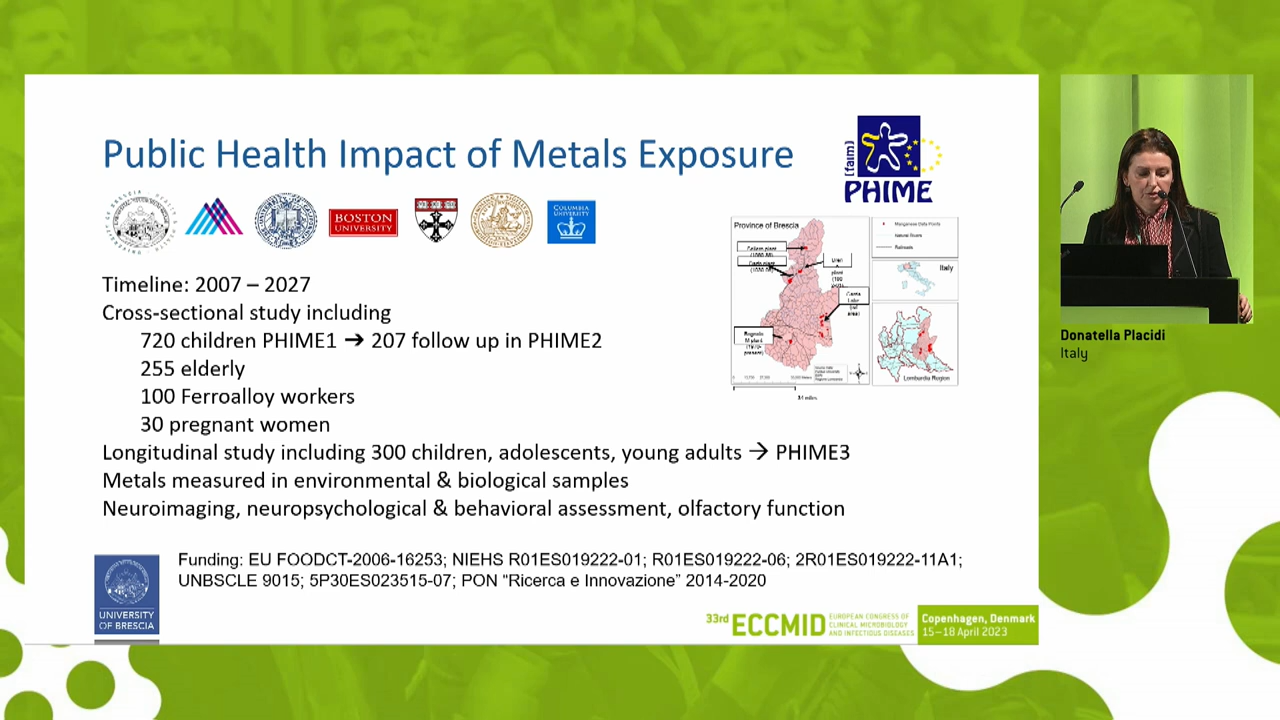 Public Health Impact of Metals Exposure
[faim]
PHIME
BOSTON
UNIVERSITY
COLUMBIA
UNIVERSITY
Province of Brescia
Manganese Data Points
Italy
Lombardia Region
Timeline: 2007 – 2027
Cross-sectional study including
720 children PHIME1 ➔ 207 follow up in PHIME2
255 elderly
100 Ferroalloy workers
30 pregnant women
Longitudinal study including 300 children, adolescents, young adults → PHIME3
Metals measured in environmental & biological samples
Neuroimaging, neuropsychological & behavioral assessment, olfactory function
Funding: EU FOODCT-2006-16253; NIEHS R01ES019222-01; R01ES019222-06; 2R01ES019222-11A1;
UNBSCLE 9015; 5P30ES023515-07; PON "Ricerca e Innovazione" 2014-2020
UNIVERSITY
OF BRESCIA
33rd ECCMID
EUROPEAN CONGRESS OF
CLINICAL MICROBIOLOGY
AND INFECTIOUS DISEASES
Copenhagen, Denmark
15–18 April 2023
Donatella Placidi
Italy